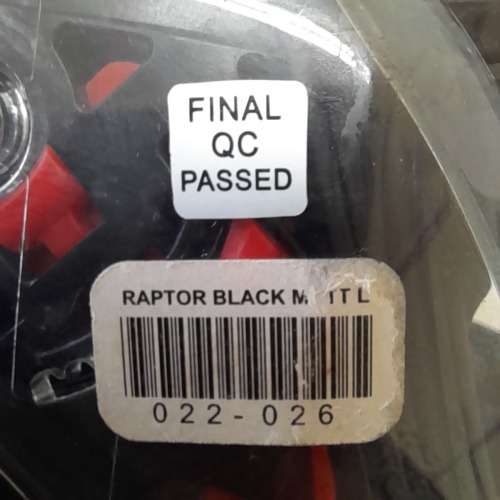 FINAL
QC
PASSED
RAPTOR BLACK L
022-026